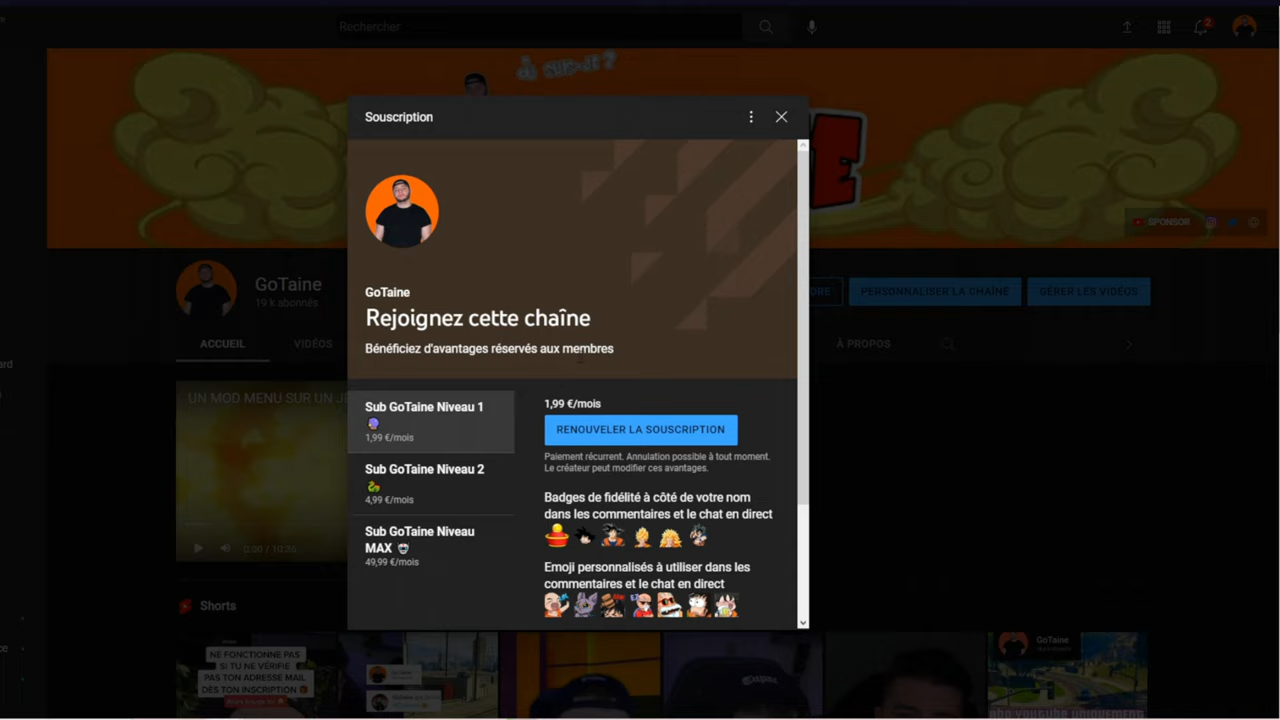 Rechercher
2
Souscription
SPONSOR
GoTaine
19 k abonnés
PERSONNALISER LA CHAÎNE
GÉRER LES VIDÉOS
ACCUEIL
VIDÉOS
À PROPOS
GoTaine
Rejoignez cette chaîne
Bénéficiez d'avantages réservés aux membres
UN MOD MENU SUR UN
0:00 / 10:36
Sub GoTaine Niveau 1
1,99 €/mois
Sub GoTaine Niveau 2
4,99 €/mois
Sub GoTaine Niveau
MAX
49,99 €/mois
1,99 €/mois
RENOUVELER LA SOUSCRIPTION
Paiement récurrent. Annulation possible à tout moment.
Le créateur peut modifier ces avantages.
Badges de fidélité à côté de votre nom
dans les commentaires et le chat en direct
Emoji personnalisés à utiliser dans les
commentaires et le chat en direct
Shorts
NE FONCTIONNE PAS
SI TU NE VÉRIFIE
PAS TON ADRESSE MAIL
DÈS TON INSCRIPTION
GoTaine